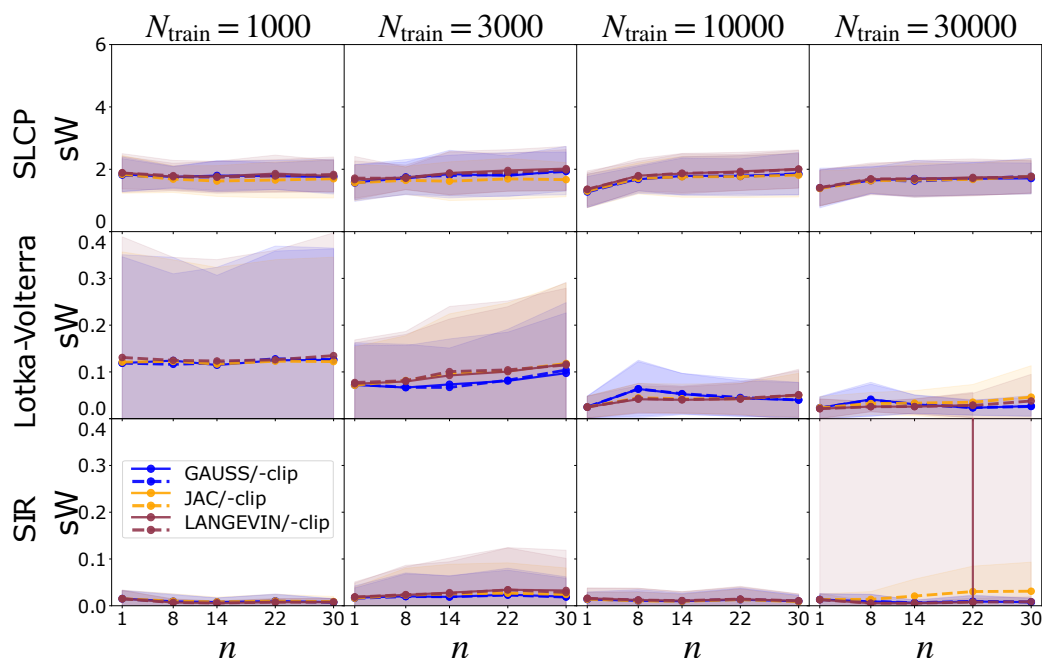 N_train = 1000 N_train = 3000 N_train = 10000 N_train = 30000
SLCP
sW
6
4
2
0
Lotka-Volterra
sW
0.4
0.3
0.2
0.1
0.0
SIR
sW
0.4
0.3
0.2
0.1
0.0
GAUSS/-clip
JAC/-clip
LANGEVIN/-clip
1 8 14 22 30 1 8 14 22 30 1 8 14 22 30 1 8 14 22 30
n n n n